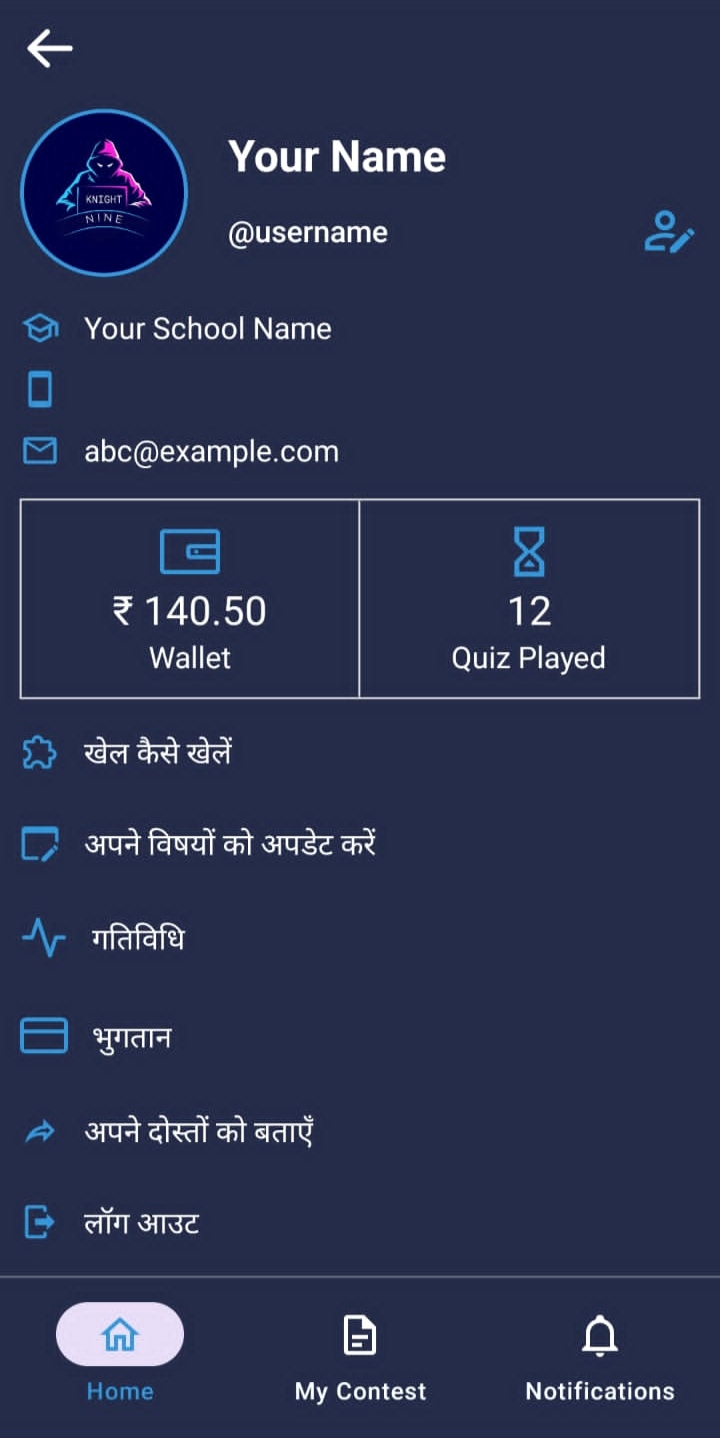 KNIGHT
NINE
Your Name
@username
Your School Name
abc@example.com
₹ 140.50
Wallet
12
Quiz Played
खेल कैसे खेलें
अपने विषयों को अपडेट करें
गतिविधि
भुगतान
अपने दोस्तों को बताएँ
लॉग आउट
Home
My Contest
Notifications